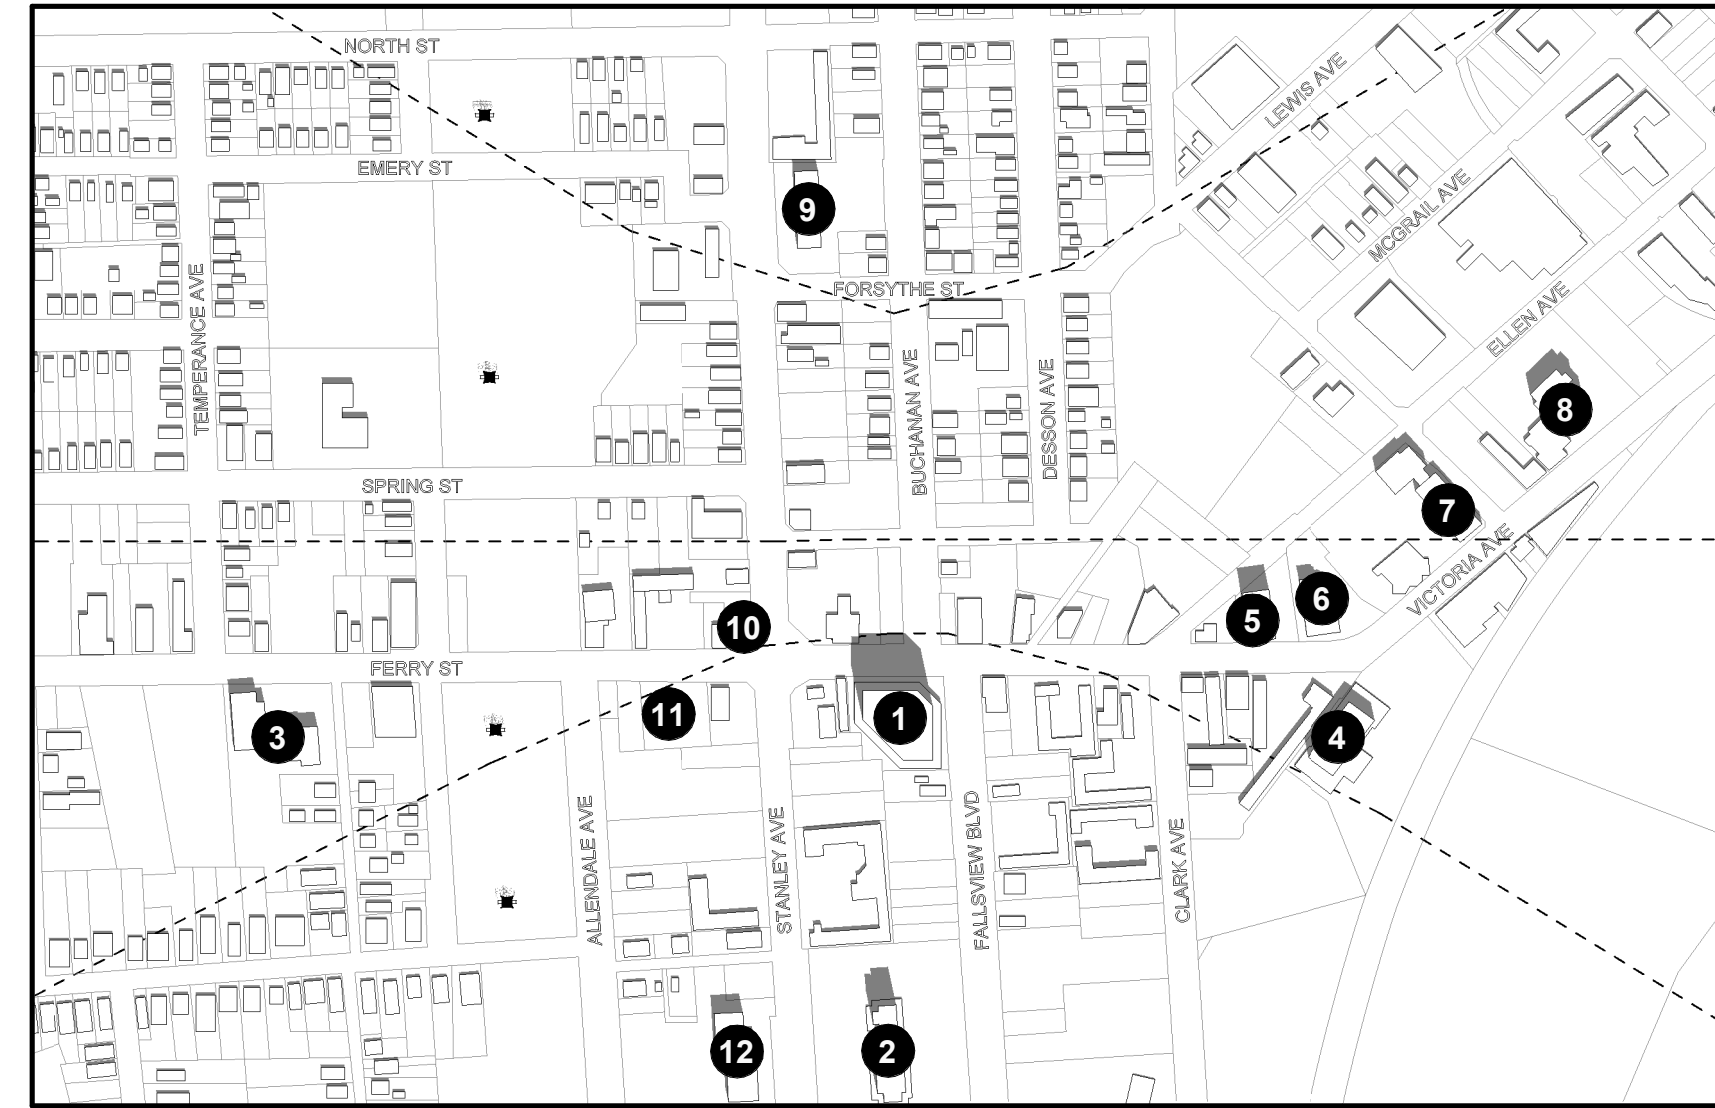 NORTH ST
LEWIS AVE
EMERY ST
MCGRAIL AVE
9
FORSYTHE ST
TEMPERANCE AVE
ELLEN AVE
BUCHANAN AVE
DESSON AVE
8
SPRING ST
7
VICTORIA AVE
10
5
6
FERRY ST
11
1
3
4
ALLENDALE AVE
STANLEY AVE
FALLSVIEW BLVD
CLARK AVE
12
2